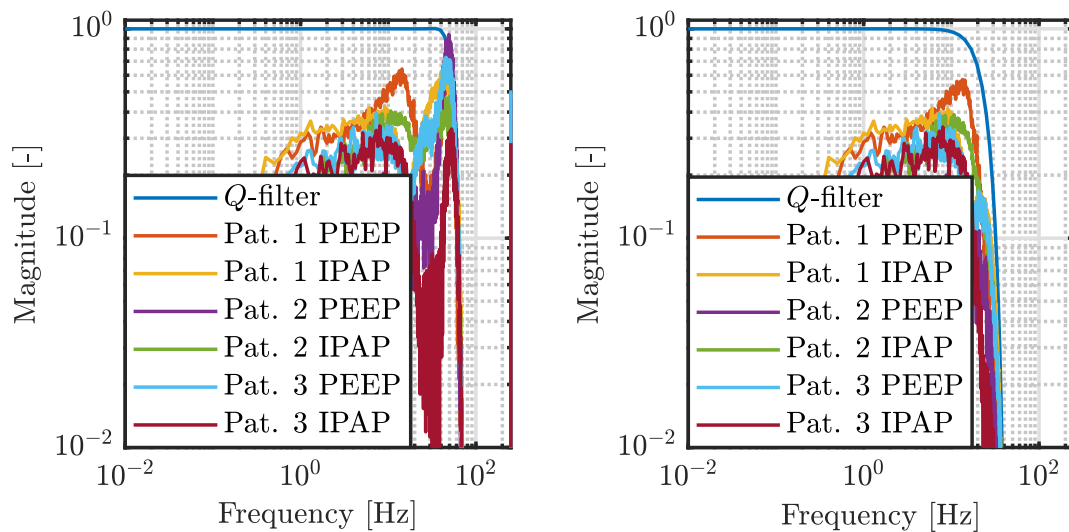 10^0
10^-1
10^-2
Magnitude [-]
Q-filter
Pat. 1 PEEP
Pat. 1 IPAP
Pat. 2 PEEP
Pat. 2 IPAP
Pat. 3 PEEP
Pat. 3 IPAP
10^-2 10^0 10^2
Frequency [Hz]
10^0
10^-1
10^-2
Magnitude [-]
Q-filter
Pat. 1 PEEP
Pat. 1 IPAP
Pat. 2 PEEP
Pat. 2 IPAP
Pat. 3 PEEP
Pat. 3 IPAP
10^-2 10^0 10^2
Frequency [Hz]